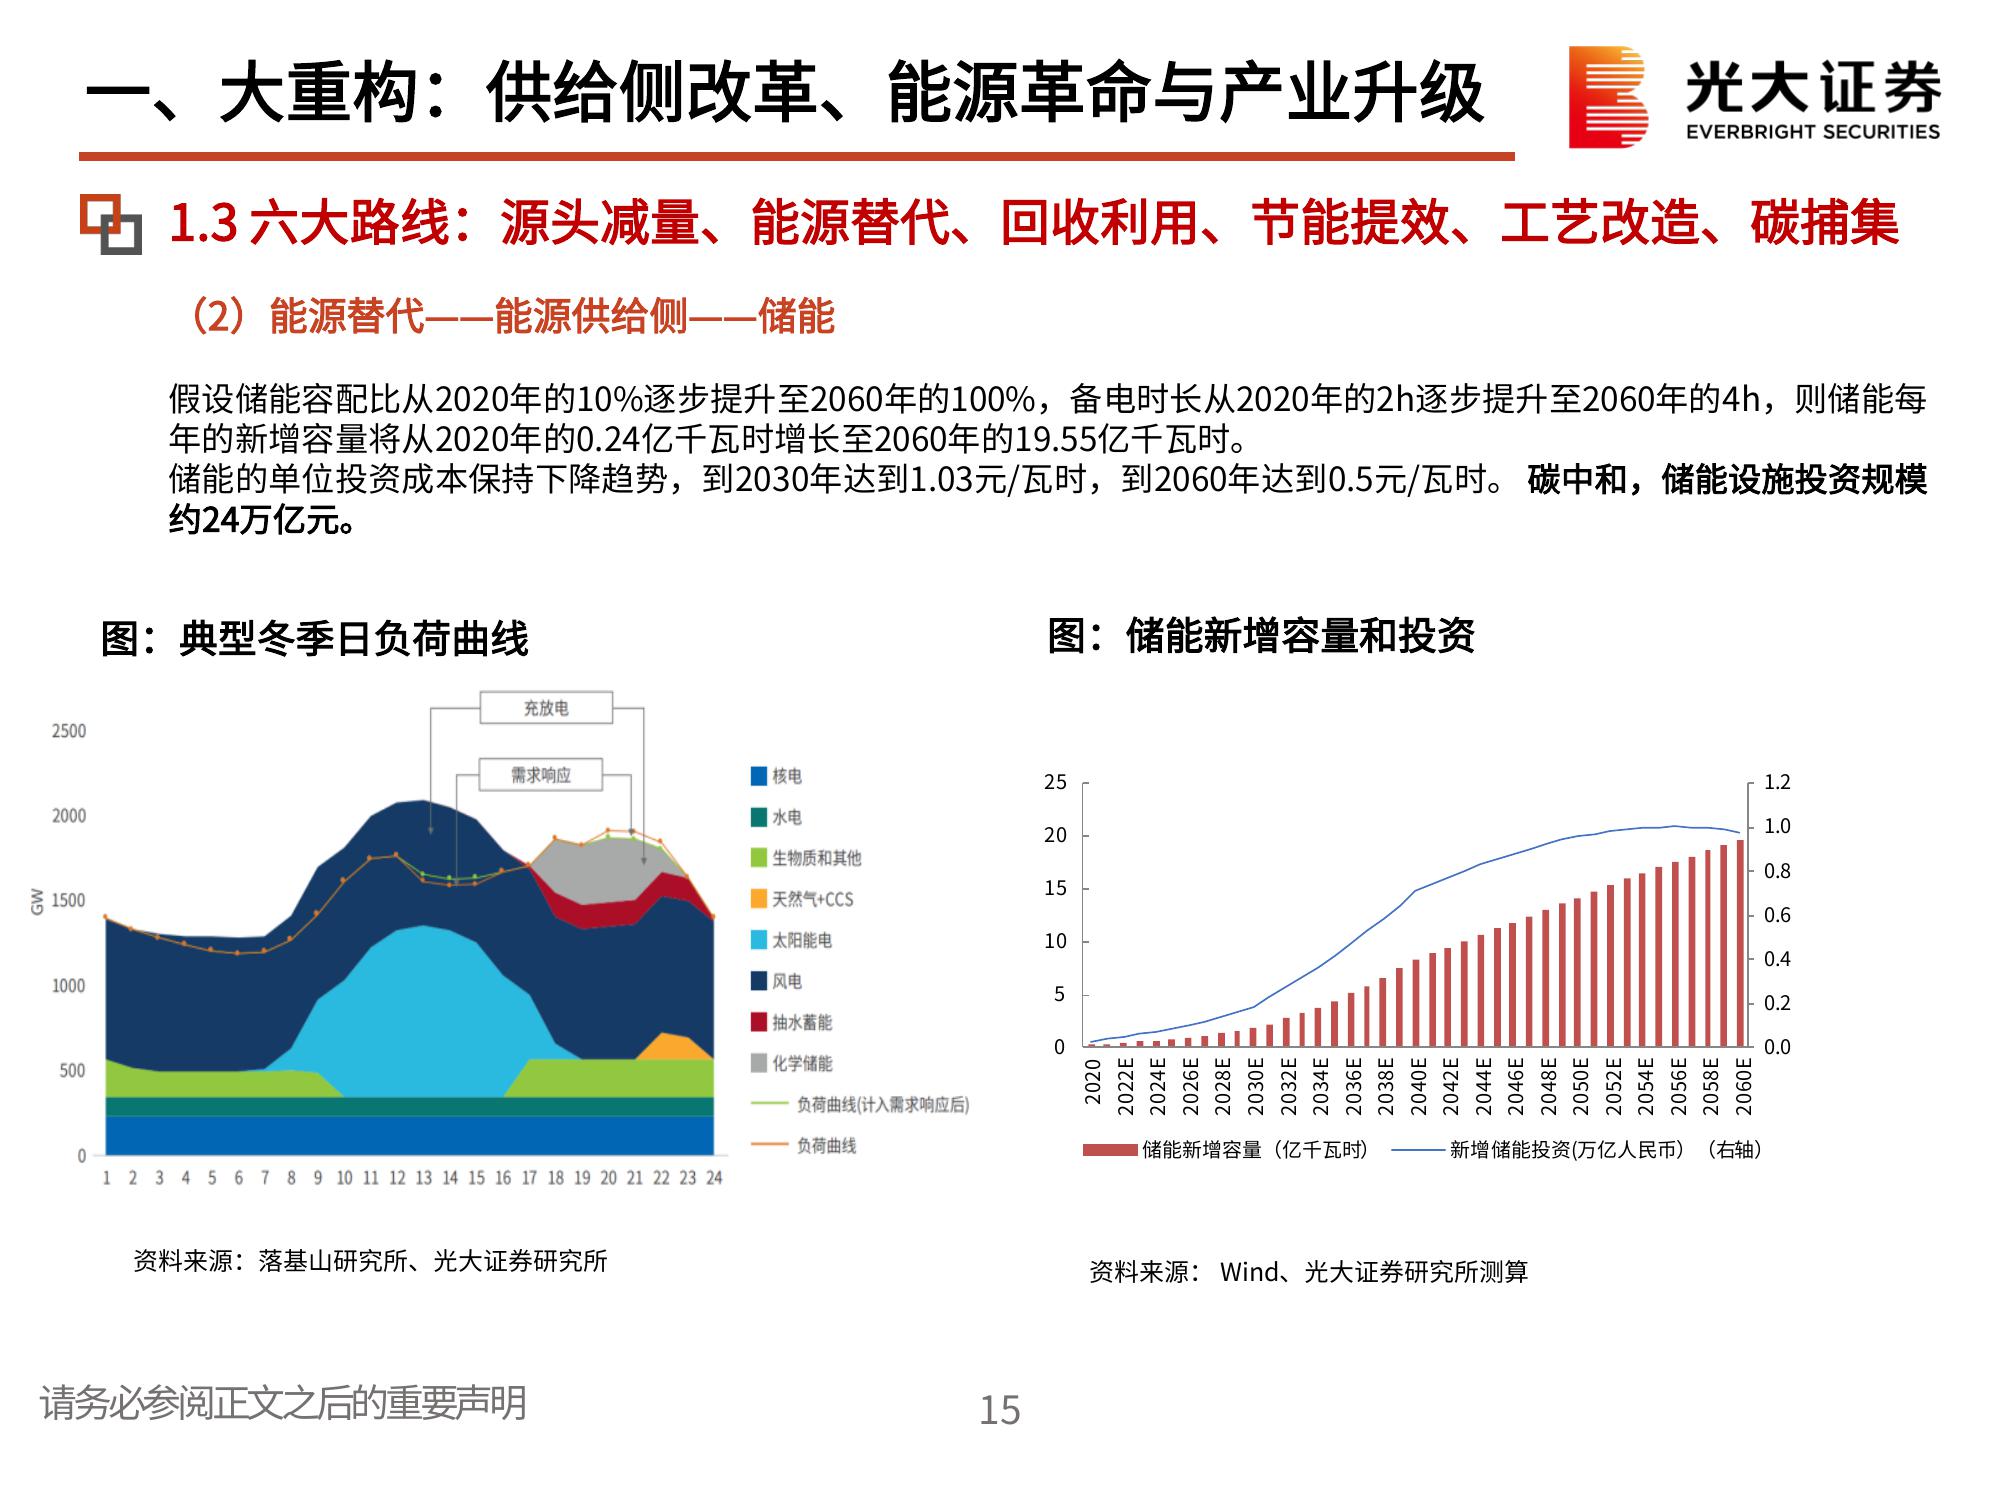 一、大重构：供给侧改革、能源革命与产业升级
光大证券
EVERBRIGHT SECURITIES
1.3 六大路线：源头减量、能源替代、回收利用、节能提效、工艺改造、碳捕集
（2）能源替代——能源供给侧——储能
假设储能容配比从2020年的10%逐步提升至2060年的100%，备电时长从2020年的2h逐步提升至2060年的4h，则储能每
年的新增容量将从2020年的0.24亿千瓦时增长至2060年的19.55亿千瓦时。
储能的单位投资成本保持下降趋势，到2030年达到1.03元/瓦时，到2060年达到0.5元/瓦时。 碳中和，储能设施投资规模
约24万亿元。
图：典型冬季日负荷曲线
充放电
需求响应
GW
2500
2000
1500
1000
500
0
1 2 3 4 5 6 7 8 9 10 11 12 13 14 15 16 17 18 19 20 21 22 23 24
核电
水电
生物质和其他
天然气+CCS
太阳能电
风电
抽水蓄能
化学储能
负荷曲线(计入需求响应后)
负荷曲线
资料来源：落基山研究所、光大证券研究所
图：储能新增容量和投资
25
20
15
10
5
0
1.2
1.0
0.8
0.6
0.4
0.2
0.0
2020 2022E 2024E 2026E 2028E 2030E 2032E 2034E 2036E 2038E 2040E 2042E 2044E 2046E 2048E 2050E 2052E 2054E 2056E 2058E 2060E
储能新增容量（亿千瓦时） 新增储能投资(万亿人民币）（右轴）
资料来源： Wind、光大证券研究所测算
请务必参阅正文之后的重要声明
15